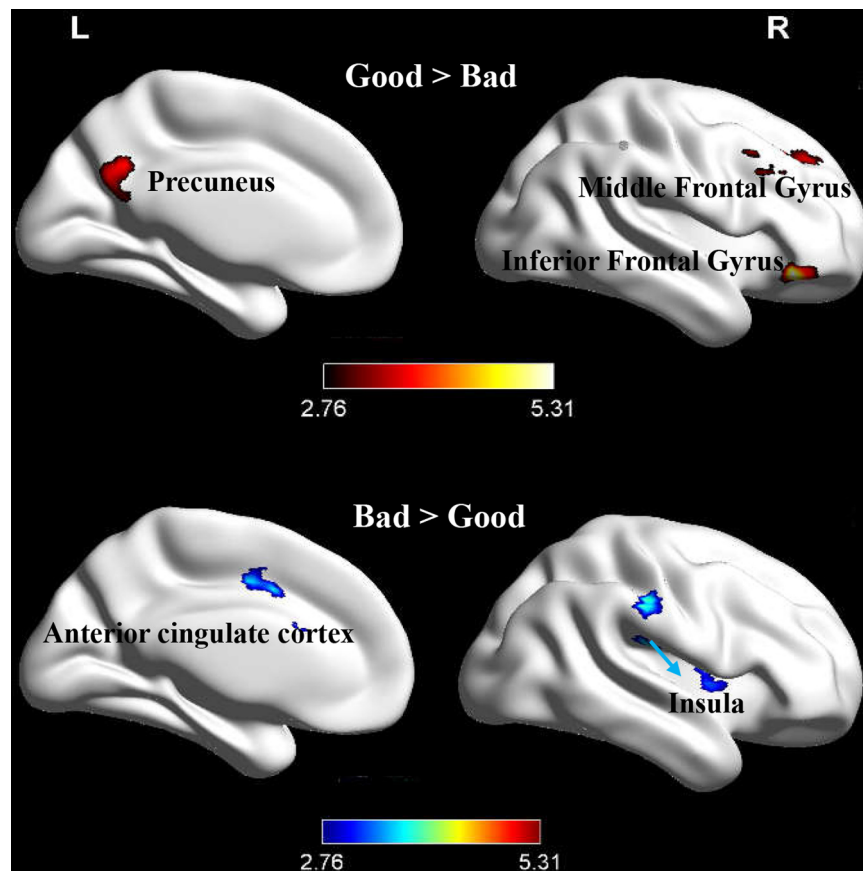 L
R
Good > Bad
Precuneus
Middle Frontal Gyrus
Inferior Frontal Gyrus
2.76
5.31
Bad > Good
Anterior cingulate cortex
Insula
2.76
5.31